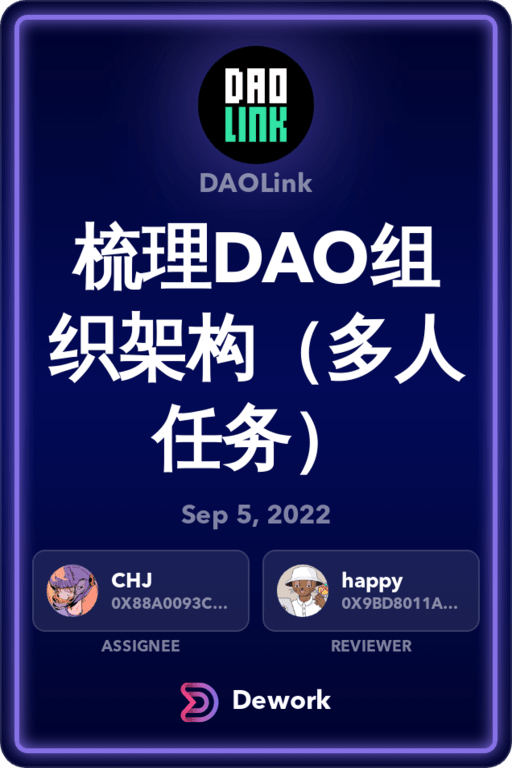 DAO
LINK
DAOLink
梳理DAO组
织架构（多人
任务）
Sep 5, 2022
CHJ
0X88A0093C...
happy
0X9BD8011A...
ASSIGNEE
REVIEWER
Dework